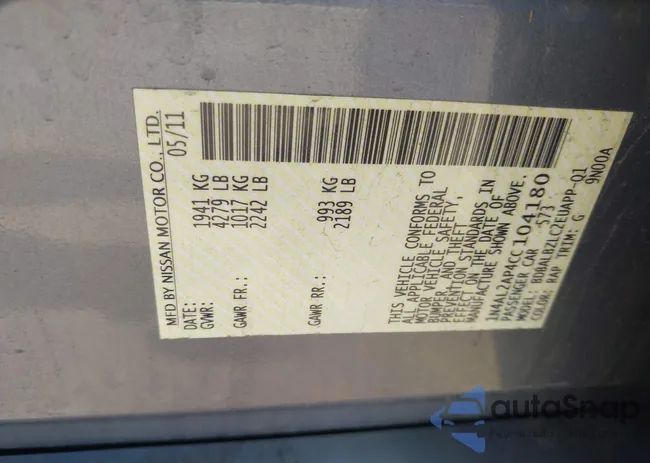 MFD BY NISSAN MOTOR CO., LTD.
DATE: 05/11
GVWR: 1941 KG
4279 LB
GAWR FR: 1017 KG
2242 LB
GAWR RR: 993 KG
2189 LB
THIS VEHICLE CONFORMS TO
ALL APPLICABLE FEDERAL
MOTOR VEHICLE SAFETY,
BUMPER, AND THEFT
PREVENTION STANDARDS IN
EFFECT ON THE DATE OF
MANUFACTURE SHOWN ABOVE.
1N4AL2AP4CC104180
PASSENGER CAR S73
MODEL: BDBALBZLC2EUAPP-Q1
COLOR: RAP TRIM: G 9N00A
autoSnap